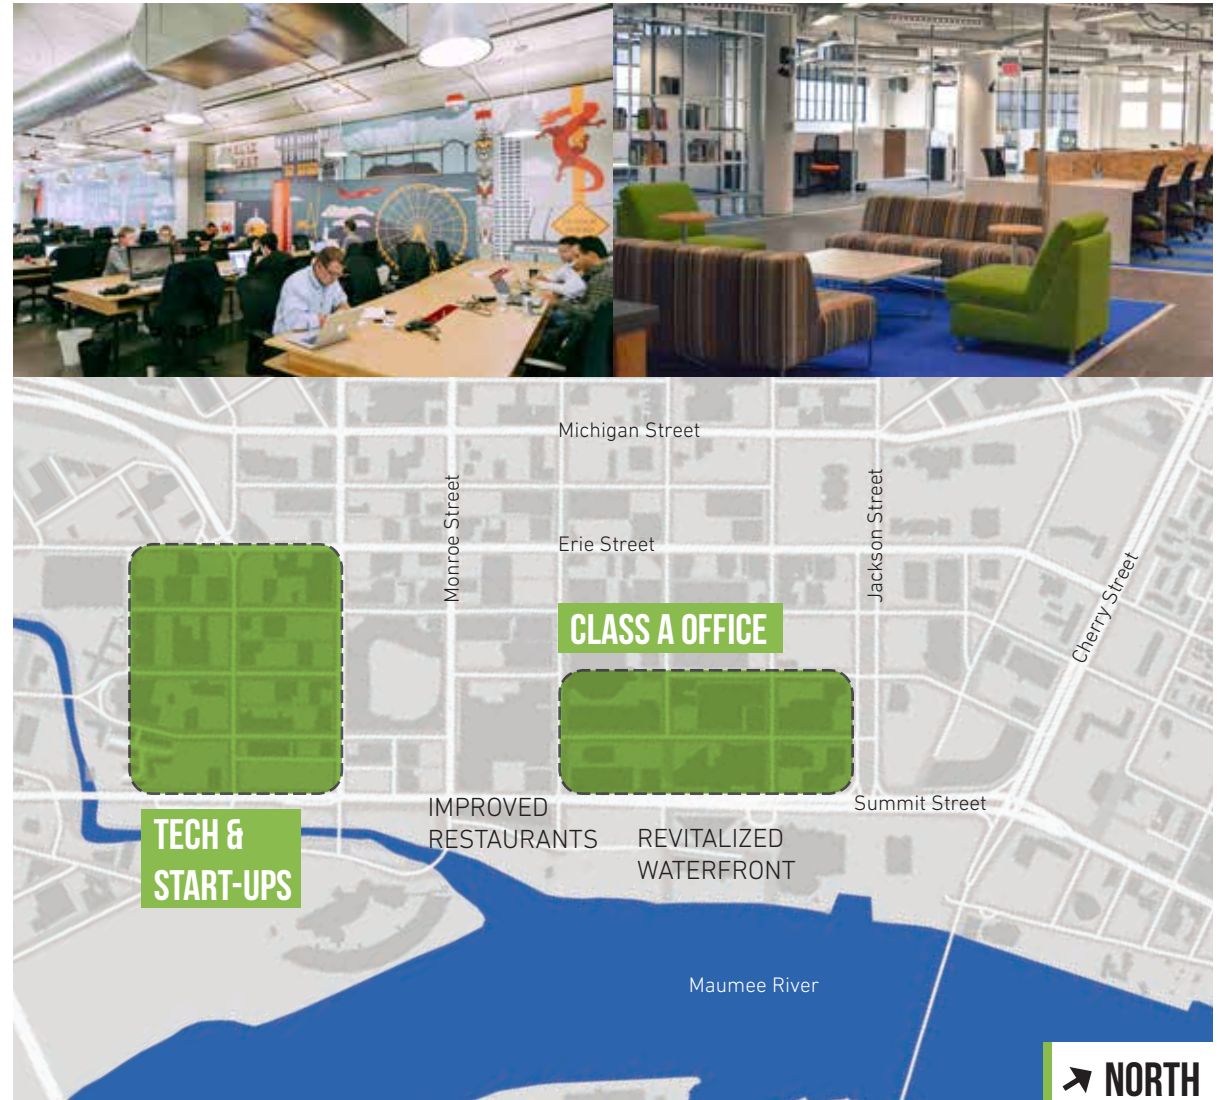 Michigan Street
Monroe Street
Jackson Street
Erie Street
Cherry Street
CLASS A OFFICE
IMPROVED
RESTAURANTS
Summit Street
TECH &
START-UPS
REVITALIZED
WATERFRONT
Maumee River
NORTH